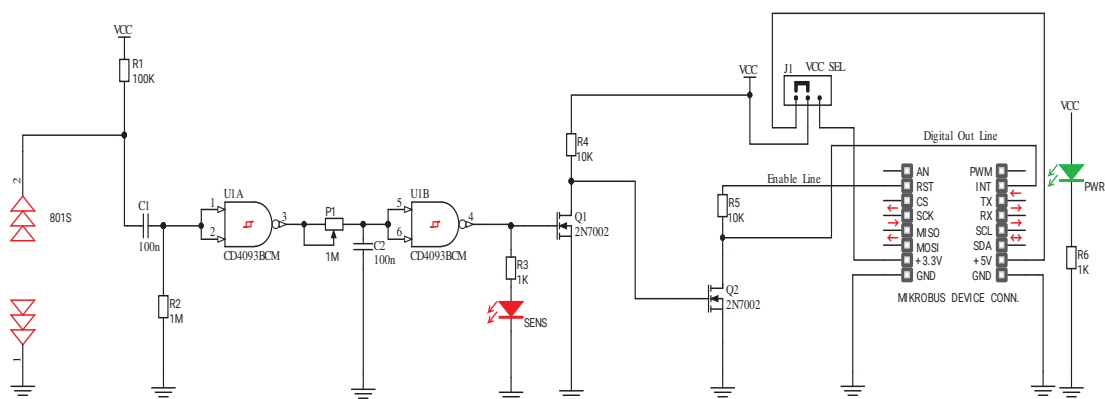 VCC
R1
100K
2
801S
1
C1
100n
R2
1M
U1A
1
2
3
CD4093BCM
P1
1M
C2
100n
U1B
5
6
4
CD4093BCM
R3
1K
SENS
R4
10K
Q1
2N7002
VCC
J1 VCC SEL
Digital Out Line
Enable Line
R5
10K
Q2
2N7002
AN
RST
CS
SCK
MISO
MOSI
+3.3V
GND
PWM
INT
TX
RX
SCL
SDA
+5V
GND
MIKROBUS DEVICE CONN.
VCC
PWR
R6
1K